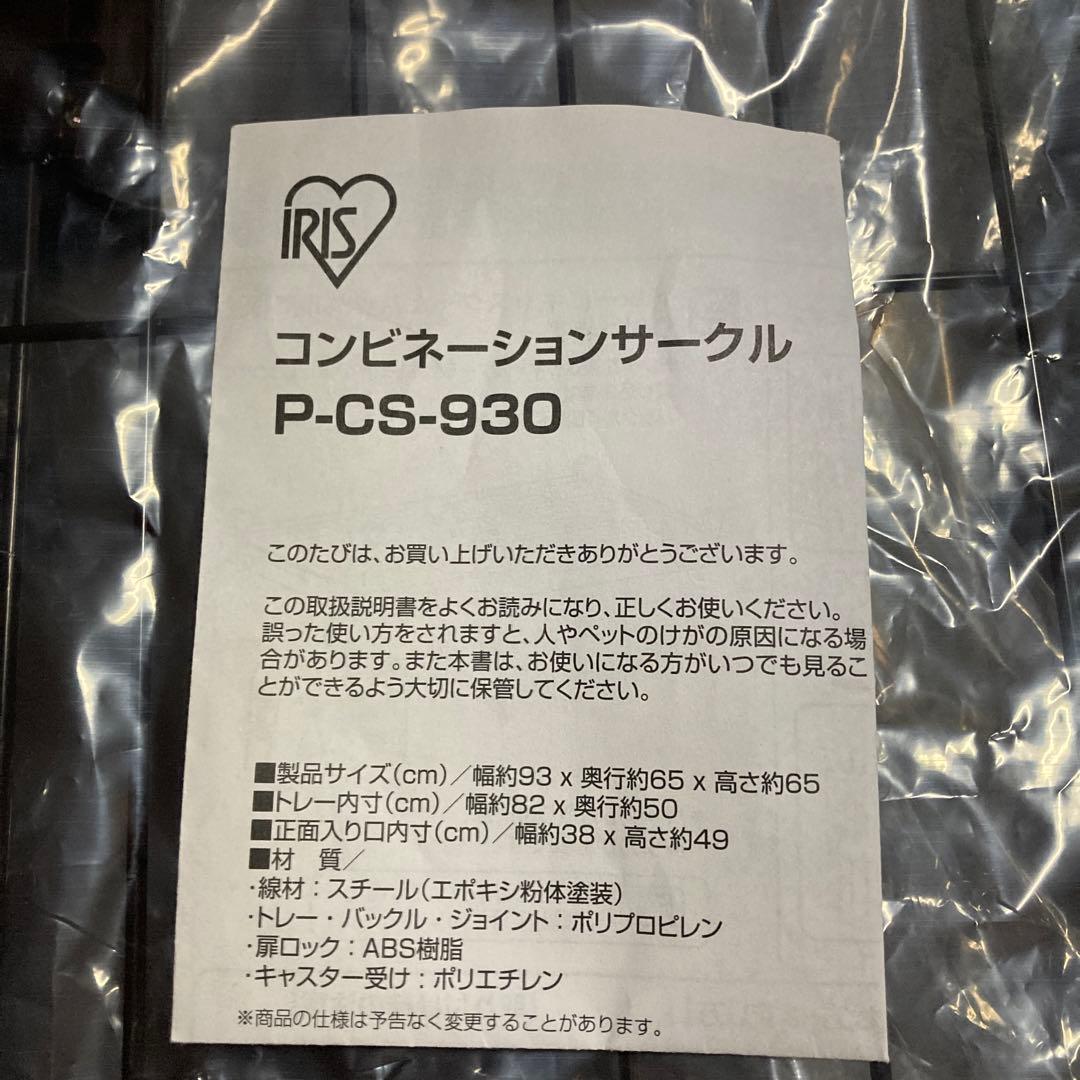 IRIS
コンビネーションサークル
P-CS-930
このたびは、お買い上げいただきありがとうございます。
この取扱説明書をよくお読みになり、正しくお使いください。
誤った使い方をされますと、人やペットのけがの原因になる場
合があります。また本書は、お使いになる方がいつでも見るこ
とができるよう大切に保管してください。
■製品サイズ(cm)／幅約93 x 奥行約65 x 高さ約65
■トレー内寸(cm)／幅約82 x 奥行約50
■正面入り口内寸(cm)／幅約38 x 高さ約49
■材　質／
・線材：スチール(エポキシ粉体塗装)
・トレー・バックル・ジョイント：ポリプロピレン
・扉ロック：ABS樹脂
・キャスター受け：ポリエチレン
※商品の仕様は予告なく変更することがあります。